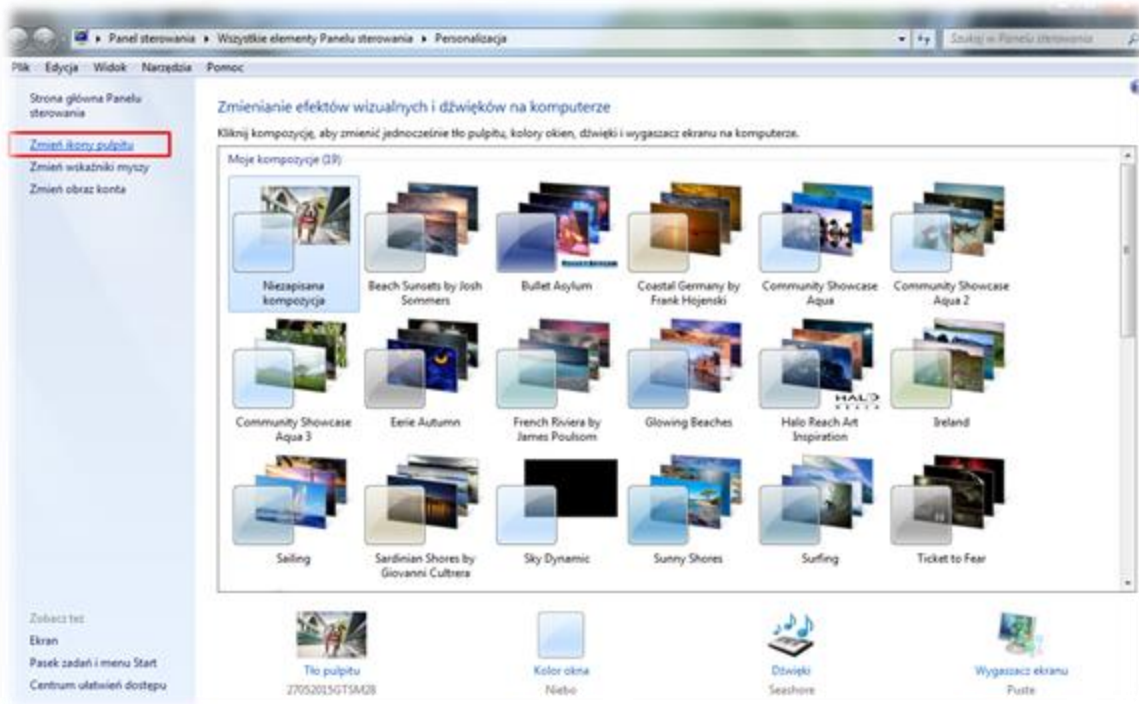 Panel sterowania ▸ Wszystkie elementy Panelu sterowania ▸ Personalizacja
Szukaj w Panelu sterowania
Plik Edycja Widok Narzędzia Pomoc
Strona główna Panelu
sterowania
Zmień ikony pulpitu
Zmień wskaźniki myszy
Zmień obraz konta
Zmienianie efektów wizualnych i dźwięków na komputerze
Kliknij kompozycję, aby zmienić jednocześnie tło pulpitu, kolory okien, dźwięki i wygaszacz ekranu na komputerze.
Moje kompozycje (19)
Niezapisana
kompozycja
Beach Sunsets by Josh
Sommers
Bullet Asylum
Coastal Germany by
Frank Hojenski
Community Showcase
Aqua
Community Showcase
Aqua 2
HALO
REACH
Community Showcase
Aqua 3
Eerie Autumn
French Riviera by
James Poulsom
Glowing Beaches
Halo Reach Art
Inspiration
Ireland
Sailing
Sardinian Shores by
Giovanni Cultrera
Sky Dynamic
Sunny Shores
Surfing
Ticket to Fear
Zobacz też
Ekran
Pasek zadań i menu Start
Centrum ułatwień dostępu
Tło pulpitu
27052015GTSM28
Kolor okna
Niebo
Dźwięki
Seashore
Wygaszacz ekranu
Puste